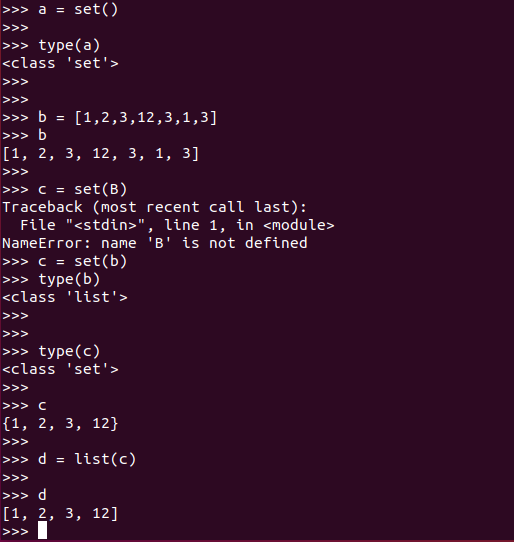 >>> a = set()
>>>
>>> type(a)
<class 'set'>
>>>
>>>
>>> b = [1,2,3,12,3,1,3]
>>> b
[1, 2, 3, 12, 3, 1, 3]
>>>
>>> c = set(B)
Traceback (most recent call last):
  File "<stdin>", line 1, in <module>
NameError: name 'B' is not defined
>>> c = set(b)
>>> type(b)
<class 'list'>
>>>
>>>
>>> type(c)
<class 'set'>
>>>
>>> c
{1, 2, 3, 12}
>>>
>>> d = list(c)
>>>
>>> d
[1, 2, 3, 12]
>>>